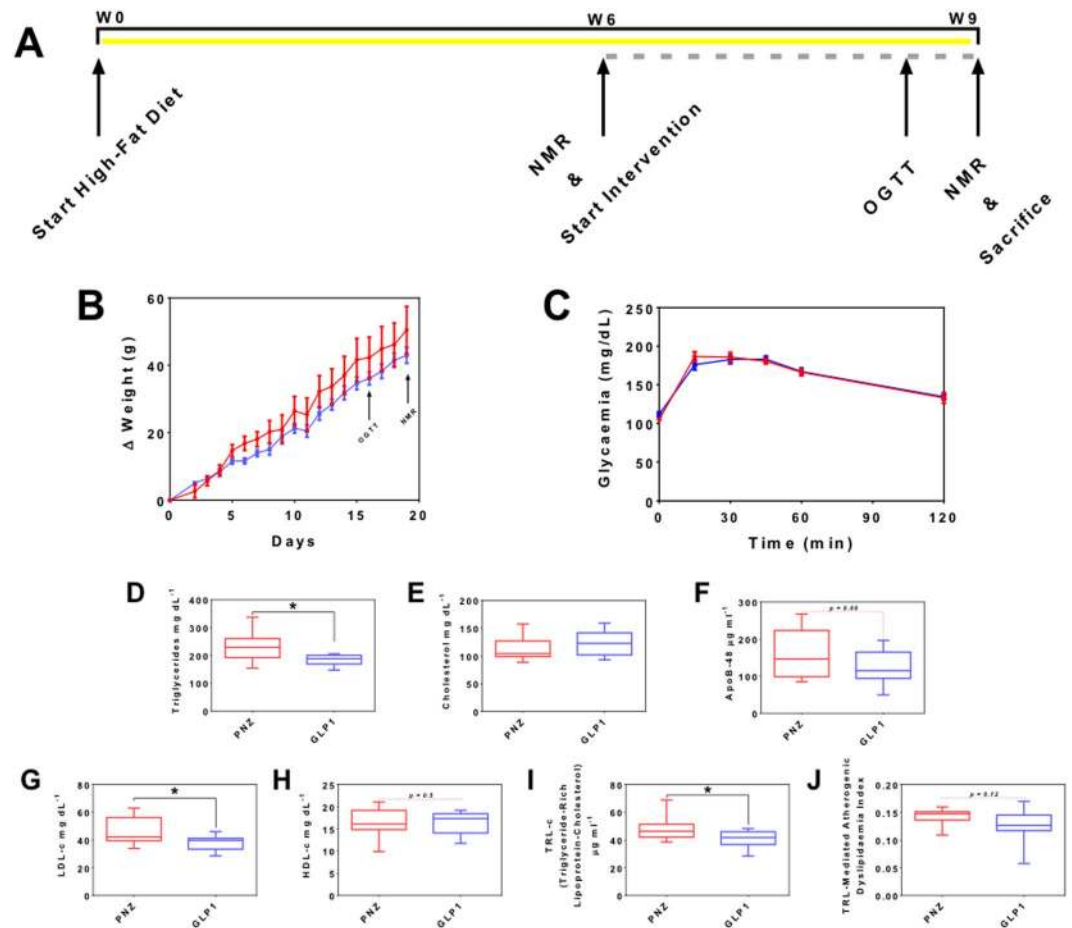 A
W 0
W 6
W 9
Start High-Fat Diet
NMR
&
Start Intervention
OGTT
NMR
&
Sacrifice
B
Δ Weight (g)
60
40
20
0
0
5
10
15
20
OGTT
NMR
Days
C
Glycaemia (mg/dL)
250
200
150
100
50
0
0
30
60
90
120
Time (min)
D
Triglycerides mg dL-1
400
300
200
100
0
*
PNZ
GLP1
E
Cholesterol mg dL-1
200
150
100
50
0
PNZ
GLP1
F
ApoB-48 µg ml-1
300
200
100
0
PNZ
GLP1
G
LDL-c mg dL-1
80
60
40
20
0
*
PNZ
GLP1
H
HDL-c mg dL-1
25
20
15
10
5
0
p = 0.5
PNZ
GLP1
I
TRL-c
(Triglyceride-Rich
Lipoprotein-Cholesterol)
µg ml-1
80
60
40
20
0
*
PNZ
GLP1
J
TRL-Mediated Atherogenic
Dyslipidaemia Index
0.20
0.15
0.10
0.05
0.00
p = 0.12
PNZ
GLP1